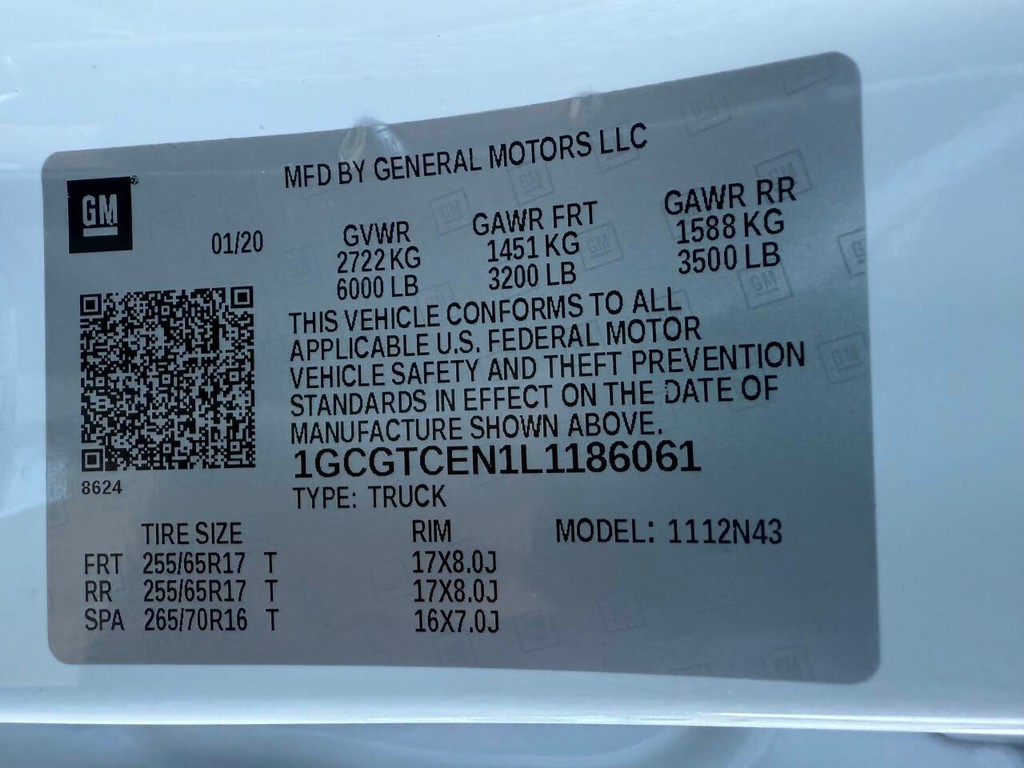 MFD BY GENERAL MOTORS LLC
GM
01/20
GVWR
2722 KG
6000 LB
GAWR FRT
1451 KG
3200 LB
GAWR RR
1588 KG
3500 LB
THIS VEHICLE CONFORMS TO ALL
APPLICABLE U.S. FEDERAL MOTOR
VEHICLE SAFETY AND THEFT PREVENTION
STANDARDS IN EFFECT ON THE DATE OF
MANUFACTURE SHOWN ABOVE.
1GCGTCEN1L1186061
8624
TYPE: TRUCK
TIRE SIZE RIM MODEL: 1112N43
FRT 255/65R17 T 17X8.0J
RR 255/65R17 T 17X8.0J
SPA 265/70R16 T 16X7.0J